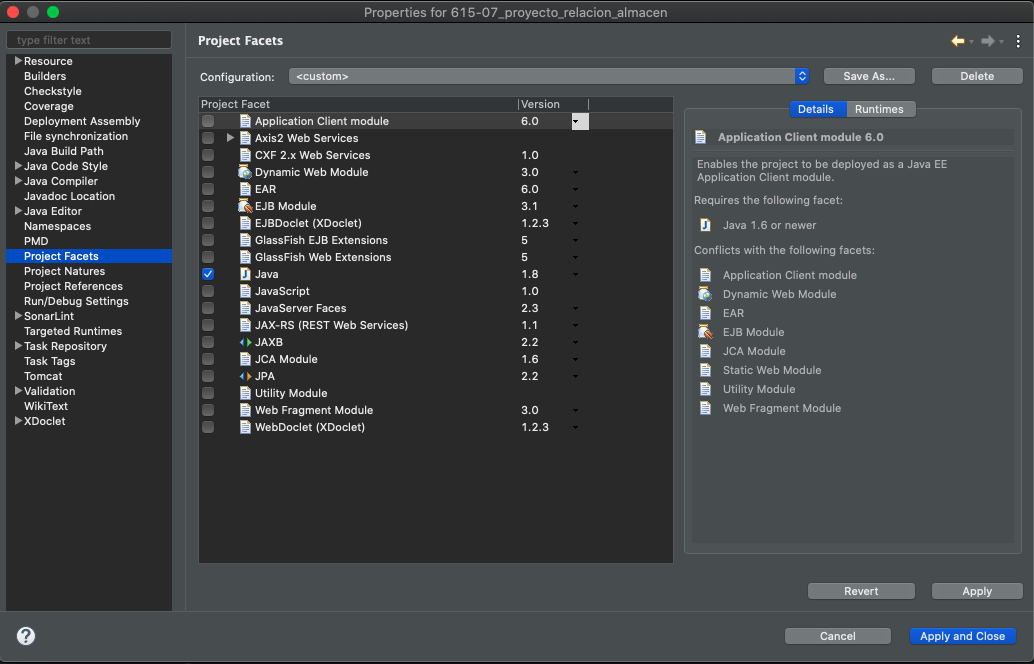 Properties for 615-07_proyecto_relacion_almacen
type filter text
Resource
Builders
Checkstyle
Coverage
Deployment Assembly
File synchronization
Java Build Path
Java Code Style
Java Compiler
Javadoc Location
Java Editor
Namespaces
PMD
Project Facets
Project Natures
Project References
Run/Debug Settings
SonarLint
Targeted Runtimes
Task Repository
Task Tags
Tomcat
Validation
WikiText
XDoclet
Project Facets
Configuration: <custom> Save As... Delete
Project Facet Version
Application Client module 6.0
Axis2 Web Services
CXF 2.x Web Services 1.0
Dynamic Web Module 3.0
EAR 6.0
EJB Module 3.1
EJBDoclet (XDoclet) 1.2.3
GlassFish EJB Extensions 5
GlassFish Web Extensions 5
Java 1.8
JavaScript 1.0
JavaServer Faces 2.3
JAX-RS (REST Web Services) 1.1
JAXB 2.2
JCA Module 1.6
JPA 2.2
Utility Module
Web Fragment Module 3.0
WebDoclet (XDoclet) 1.2.3
Details Runtimes
Application Client module 6.0
Enables the project to be deployed as a Java EE
Application Client module.
Requires the following facet:
Java 1.6 or newer
Conflicts with the following facets:
Application Client module
Dynamic Web Module
EAR
EJB Module
JCA Module
Static Web Module
Utility Module
Web Fragment Module
Revert Apply
? Cancel Apply and Close